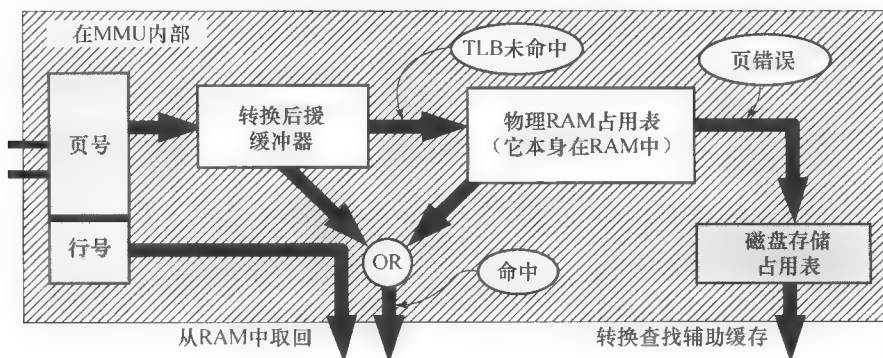 在MMU内部
TLB未命中
页错误
页号
转换后援
缓冲器
物理RAM占用表
（它本身在RAM中）
行号
OR
命中
磁盘存储
占用表
从RAM中取回
转换查找辅助缓存